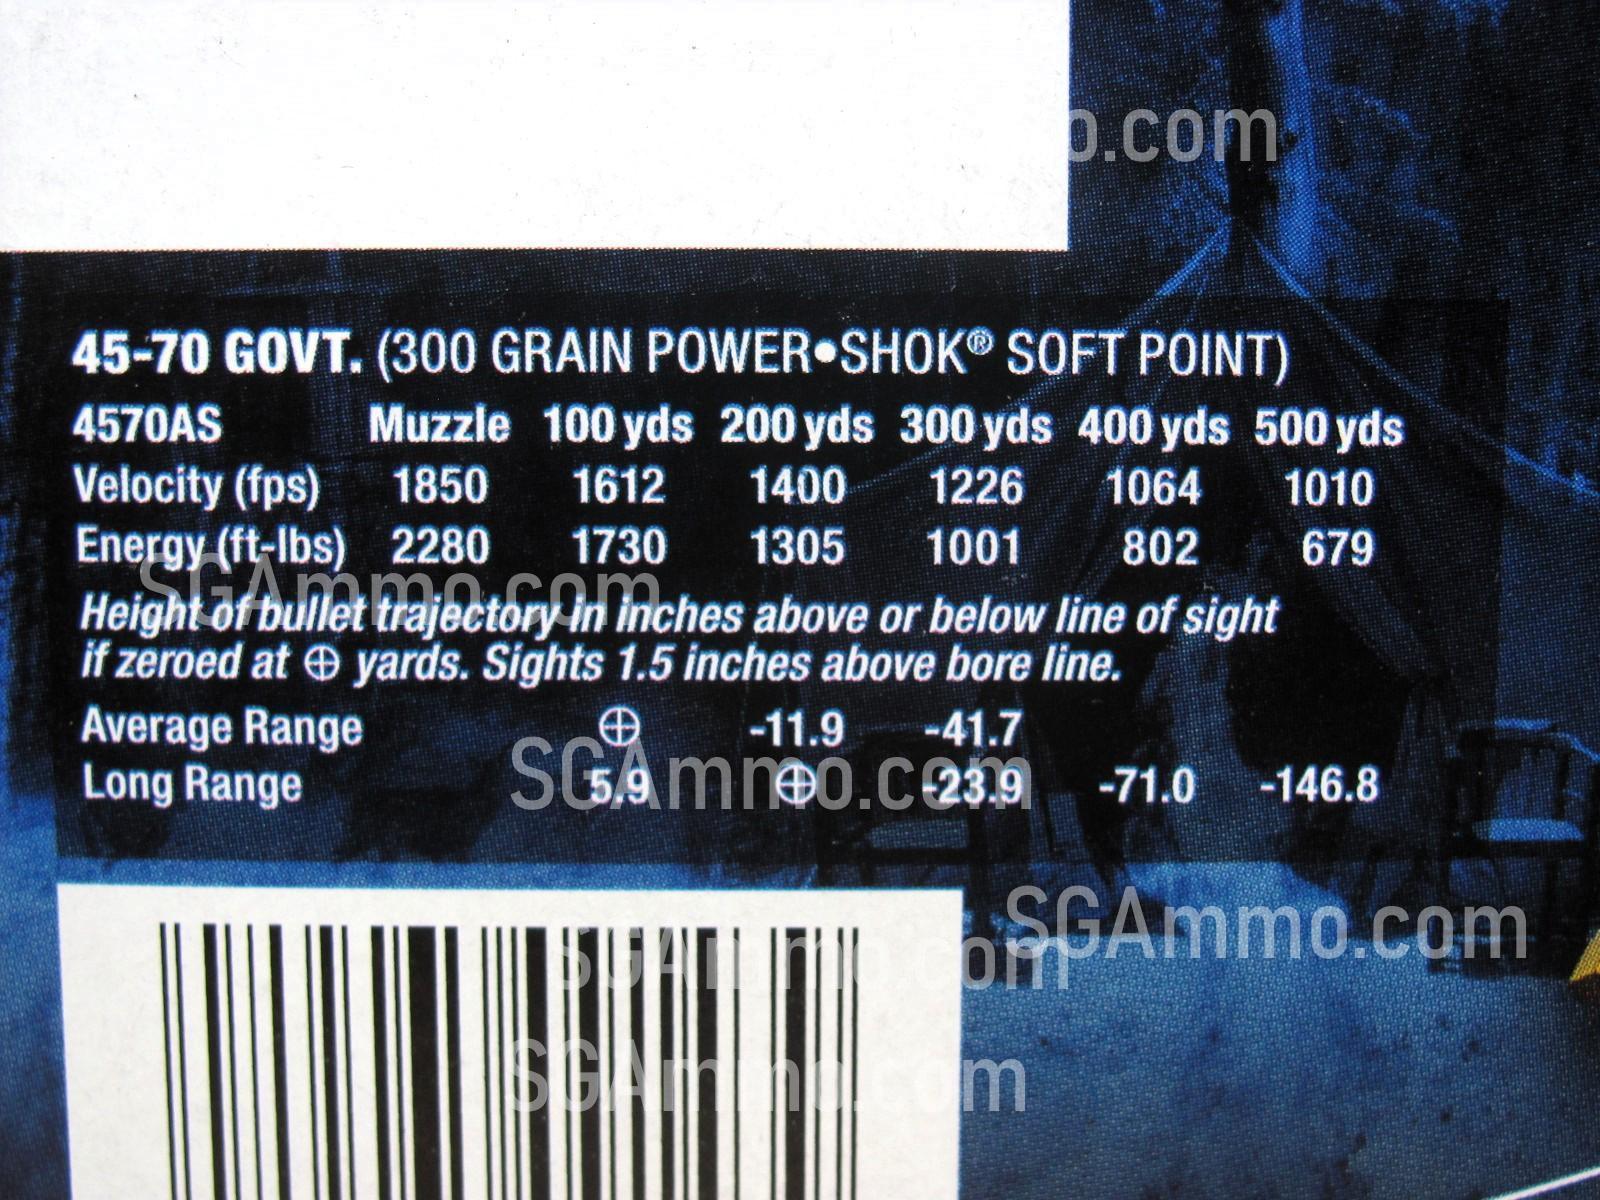 o.com
45-70 GOVT. (300 GRAIN POWER•SHOK® SOFT POINT)
4570AS Muzzle 100 yds 200 yds 300 yds 400 yds 500 yds
Velocity (fps) 1850 1612 1400 1226 1064 1010
Energy (ft-lbs) 2280 1730 1305 1001 802 679
SGAmmo.com
Height of bullet trajectory in inches above or below line of sight
if zeroed at ⊕ yards. Sights 1.5 inches above bore line.
Average Range ⊕ -11.9 -41.7
SGAmmo.com
Long Range 5.9 ⊕ -23.9 -71.0 -146.8
SGAmmo.com
SGAmmo.com
SGAmmo.com